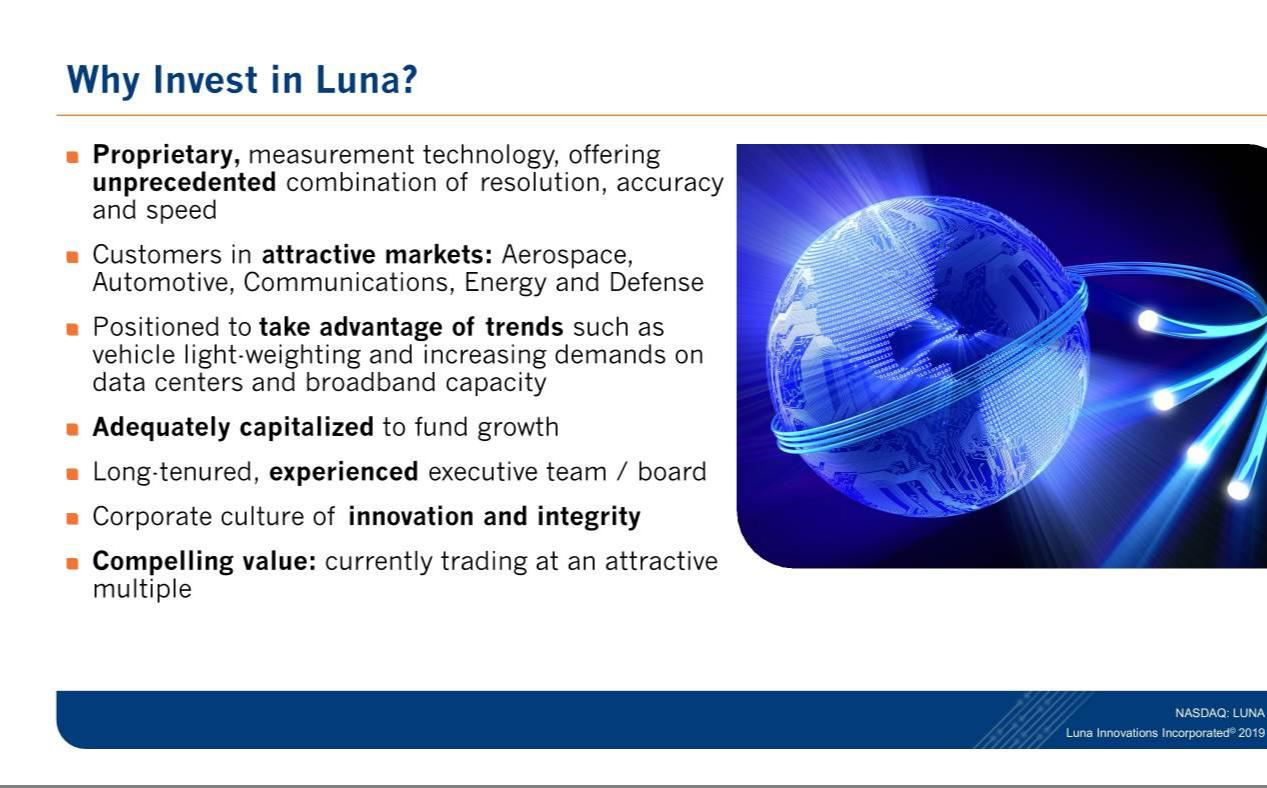 Why Invest in Luna?
Proprietary, measurement technology, offering
unprecedented combination of resolution, accuracy
and speed
Customers in attractive markets: Aerospace,
Automotive, Communications, Energy and Defense
Positioned to take advantage of trends such as
vehicle light-weighting and increasing demands on
data centers and broadband capacity
Adequately capitalized to fund growth
Long-tenured, experienced executive team / board
Corporate culture of innovation and integrity
Compelling value: currently trading at an attractive
multiple
NASDAQ: LUNA
Luna Innovations Incorporated© 2019